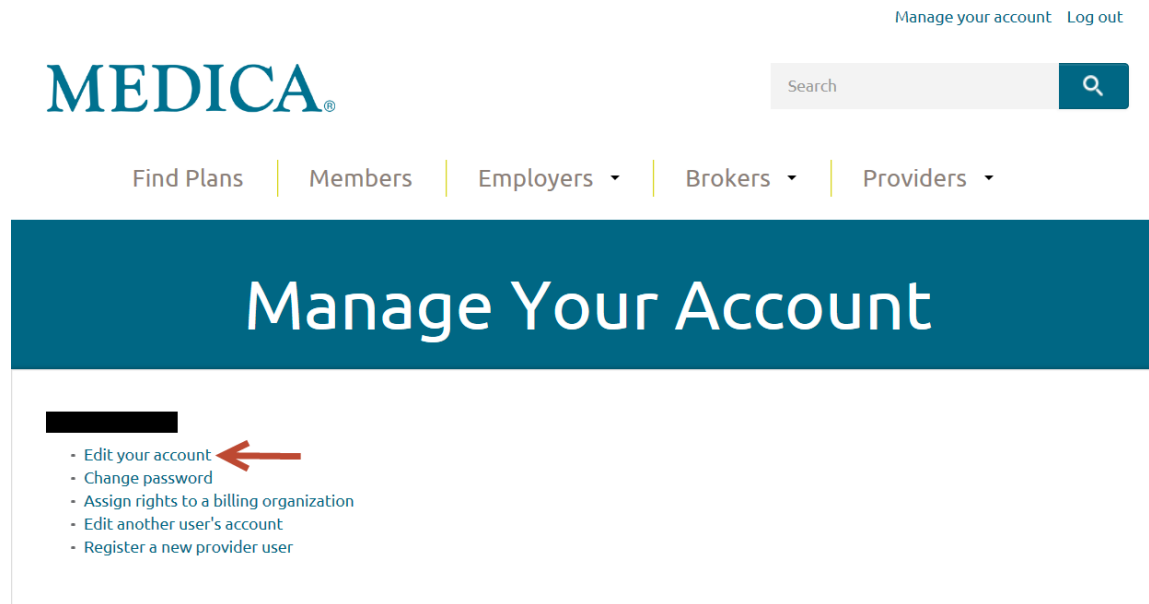 Manage your account Log out
MEDICA®
Search
Find Plans Members Employers Brokers Providers
Manage Your Account
- Edit your account
- Change password
- Assign rights to a billing organization
- Edit another user's account
- Register a new provider user